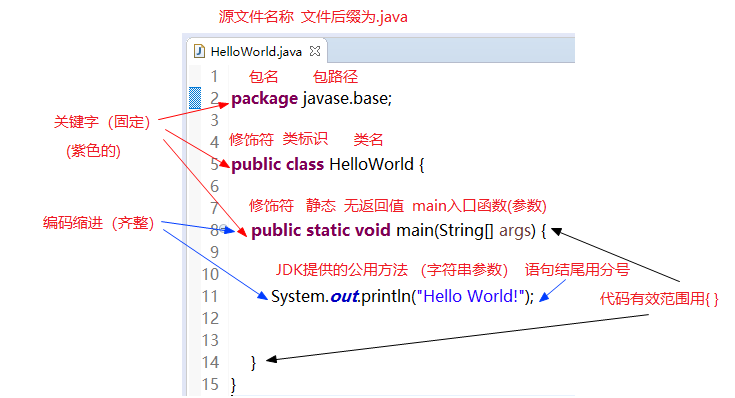 源文件名称 文件后缀为.java
HelloWorld.java
1 包名 包路径
2 package javase.base;
3
关键字（固定）
(紫色的)
4 修饰符 类标识 类名
5 public class HelloWorld {
6
7 修饰符 静态 无返回值 main入口函数(参数)
编码缩进（齐整）
8 public static void main(String[] args) {
9
10 JDK提供的公用方法 （字符串参数） 语句结尾用分号
11 System.out.println("Hello World!");
代码有效范围用{ }
12
13
14 }
15 }